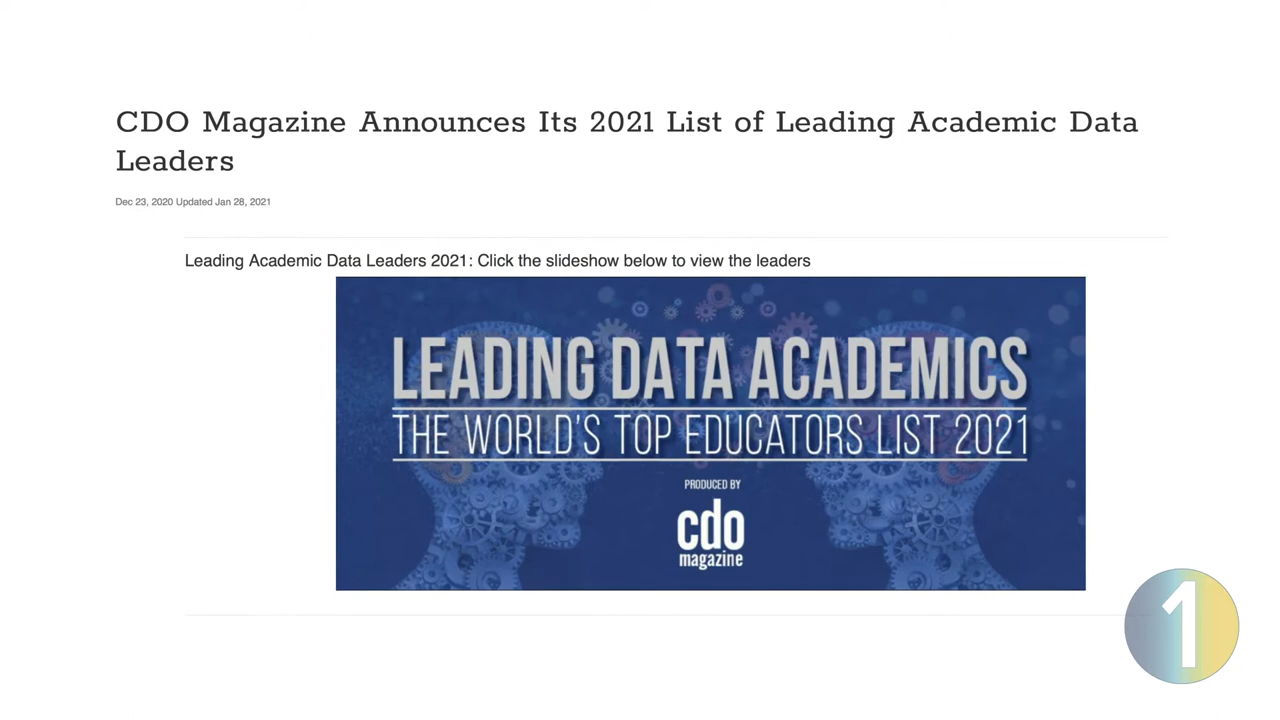 CDO Magazine Announces Its 2021 List of Leading Academic Data
Leaders
Dec 23, 2020 Updated Jan 28, 2021
Leading Academic Data Leaders 2021: Click the slideshow below to view the leaders
LEADING DATA ACADEMICS
THE WORLD'S TOP EDUCATORS LIST 2021
PRODUCED BY
cdo
magazine
1